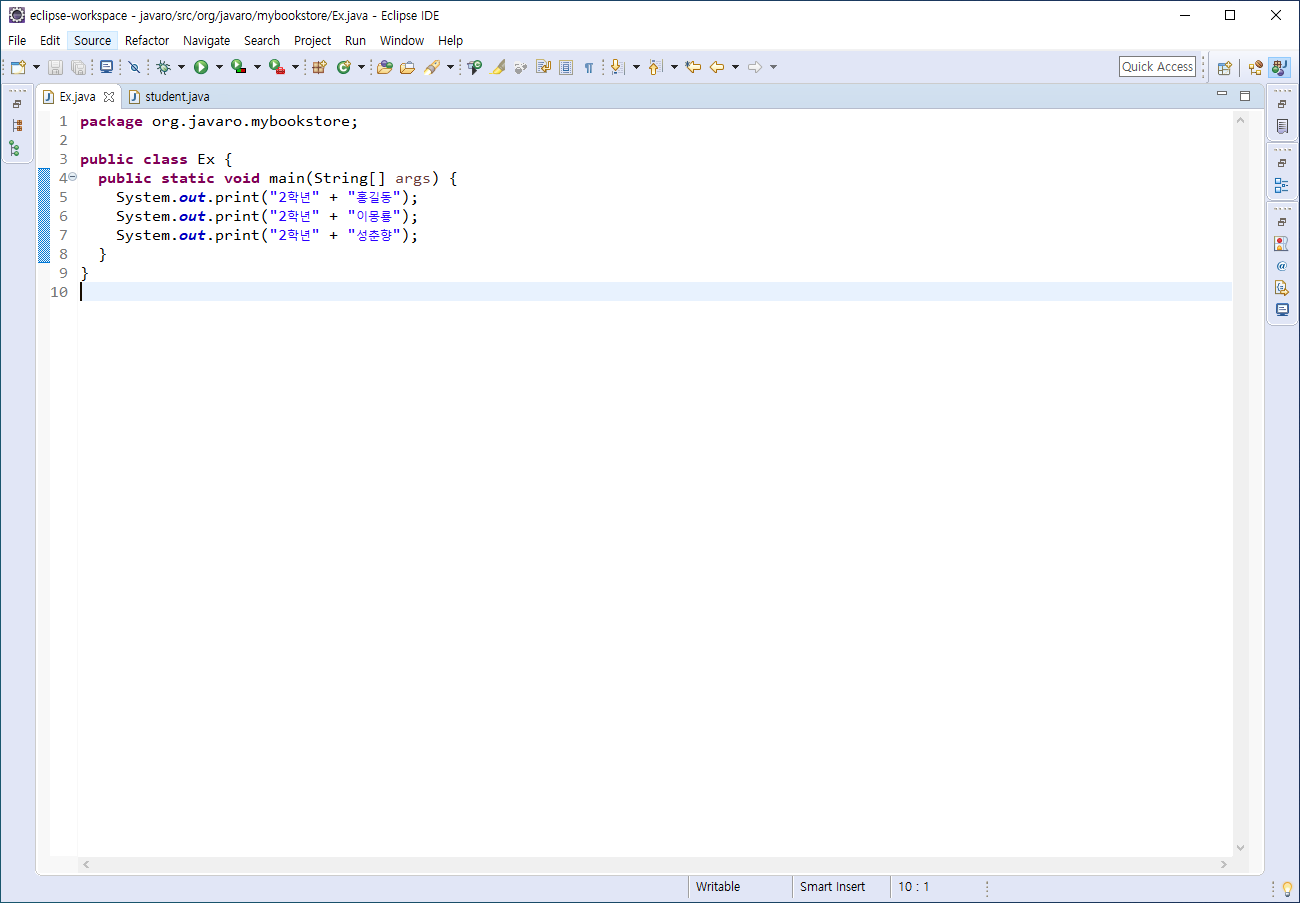 eclipse-workspace - javaro/src/org/javaro/mybookstore/Ex.java - Eclipse IDE
File Edit Source Refactor Navigate Search Project Run Window Help
Quick Access
Ex.java student.java
1 package org.javaro.mybookstore;
2
3 public class Ex {
4 public static void main(String[] args) {
5 System.out.print("2학년" + "홍길동");
6 System.out.print("2학년" + "이몽룡");
7 System.out.print("2학년" + "성춘향");
8 }
9 }
10
Writable Smart Insert 10 : 1